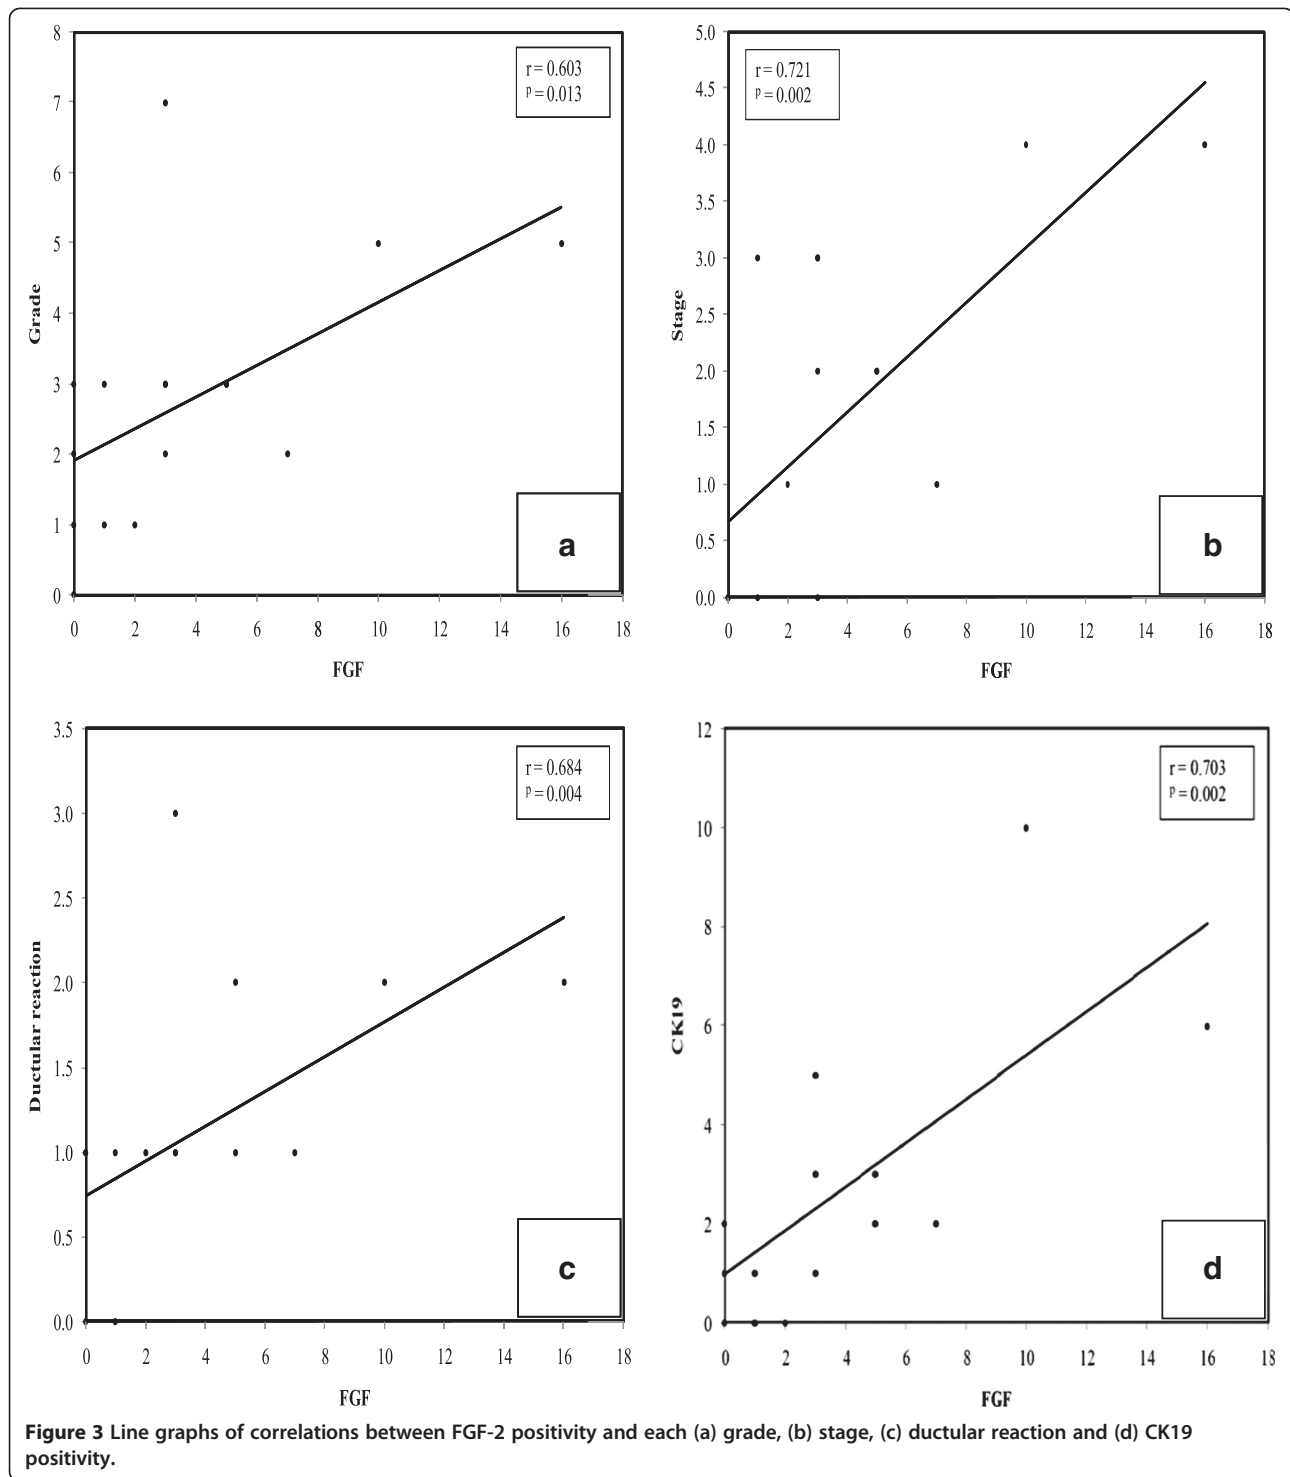 8
7
6
5
4
3
2
1
0
Grade
r = 0.603
p = 0.013
a
0 2 4 6 8 10 12 14 16 18
FGF
5.0
4.5
4.0
3.5
3.0
2.5
2.0
1.5
1.0
0.5
0.0
Stage
r = 0.721
p = 0.002
b
0 2 4 6 8 10 12 14 16 18
FGF
3.5
3.0
2.5
2.0
1.5
1.0
0.5
0.0
Ductular reaction
r = 0.684
p = 0.004
c
0 2 4 6 8 10 12 14 16 18
FGF
12
10
8
6
4
2
0
CK19
r = 0.703
p = 0.002
d
0 2 4 6 8 10 12 14 16 18
FGF
Figure 3 Line graphs of correlations between FGF-2 positivity and each (a) grade, (b) stage, (c) ductular reaction and (d) CK19
positivity.